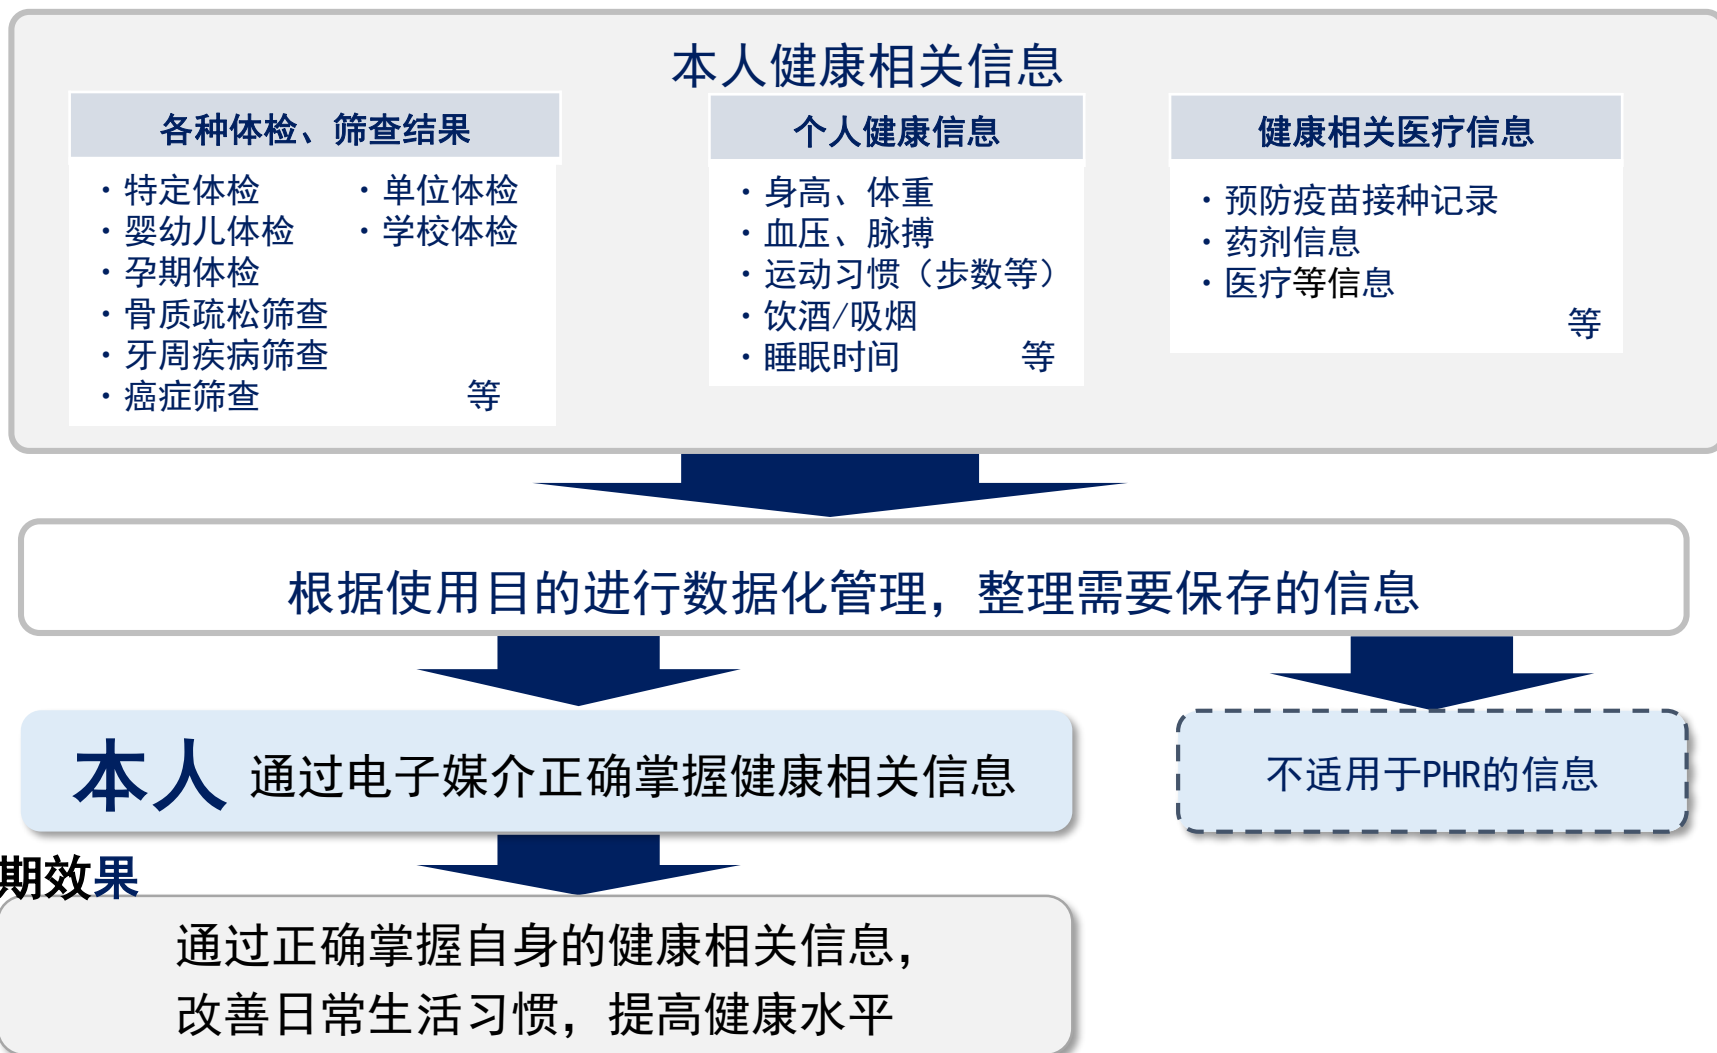 本人健康相关信息
各种体检、筛查结果
・特定体检 ・单位体检
・婴幼儿体检 ・学校体检
・孕期体检
・骨质疏松筛查
・牙周疾病筛查
・癌症筛查 等
个人健康信息
・身高、体重
・血压、脉搏
・运动习惯（歩数等）
・饮酒/吸烟
・睡眠时间 等
健康相关医疗信息
・预防疫苗接种记录
・药剂信息
・医疗等信息
等
根据使用目的进行数据化管理，整理需要保存的信息
本人 通过电子媒介正确掌握健康相关信息
不适用于PHR的信息
期效果
通过正确掌握自身的健康相关信息，
改善日常生活习惯，提高健康水平